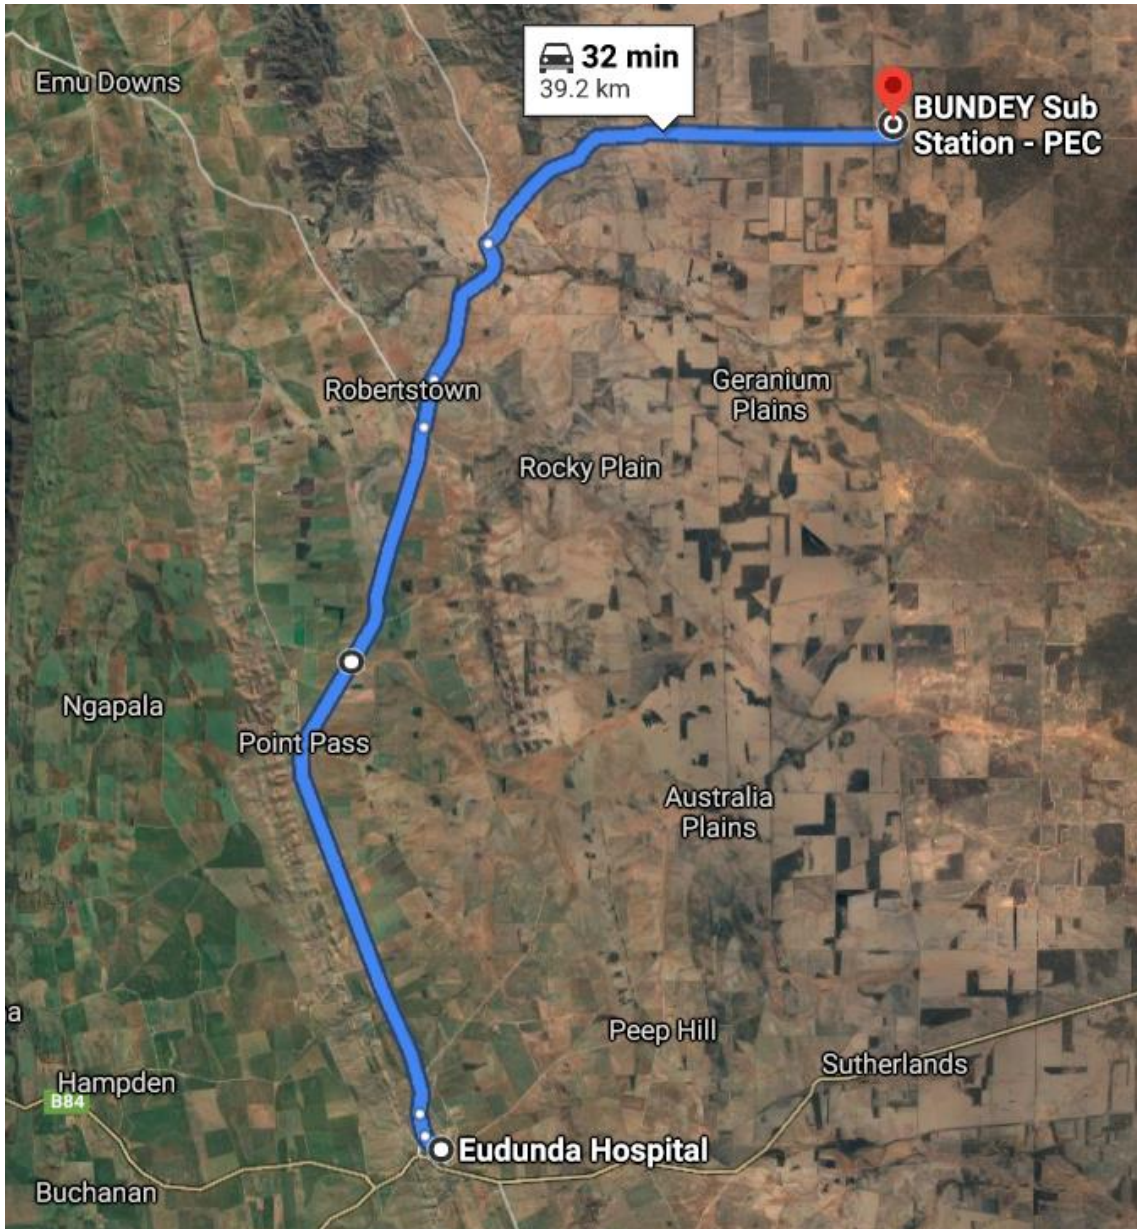 32 min
39.2 km
Emu Downs
BUNDEY Sub
Station - PEC
Robertstown
Geranium
Plains
Rocky Plain
Ngapala
Point Pass
Australia
Plains
a
Peep Hill
Sutherlands
Hampden
B84
Eudunda Hospital
Buchanan